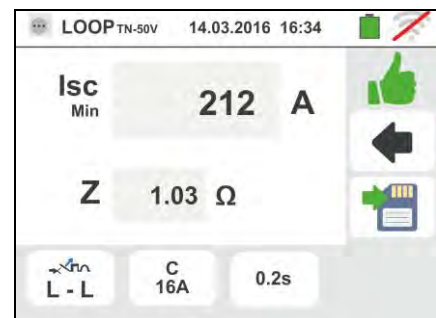 LOOP TN-50V 14.03.2016 16:34
Isc
Min
212 A
Z 1.03 Ω
L - L
C
16A
0.2s